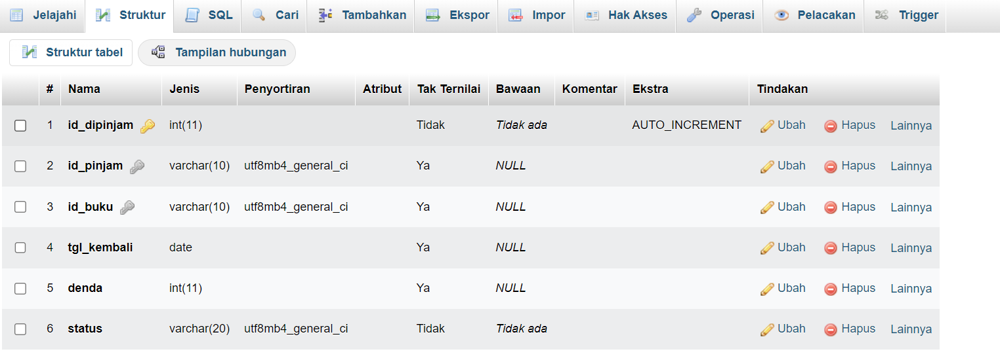 Jelajahi Struktur SQL Cari Tambahkan Ekspor Impor Hak Akses Operasi Pelacakan Trigger
Struktur tabel Tampilan hubungan
# Nama Jenis Penyortiran Atribut Tak Ternilai Bawaan Komentar Ekstra Tindakan
1 id_dipinjam int(11) Tidak Tidak ada AUTO_INCREMENT Ubah Hapus Lainnya
2 id_pinjam varchar(10) utf8mb4_general_ci Ya NULL Ubah Hapus Lainnya
3 id_buku varchar(10) utf8mb4_general_ci Ya NULL Ubah Hapus Lainnya
4 tgl_kembali date Ya NULL Ubah Hapus Lainnya
5 denda int(11) Ya NULL Ubah Hapus Lainnya
6 status varchar(20) utf8mb4_general_ci Tidak Tidak ada Ubah Hapus Lainnya